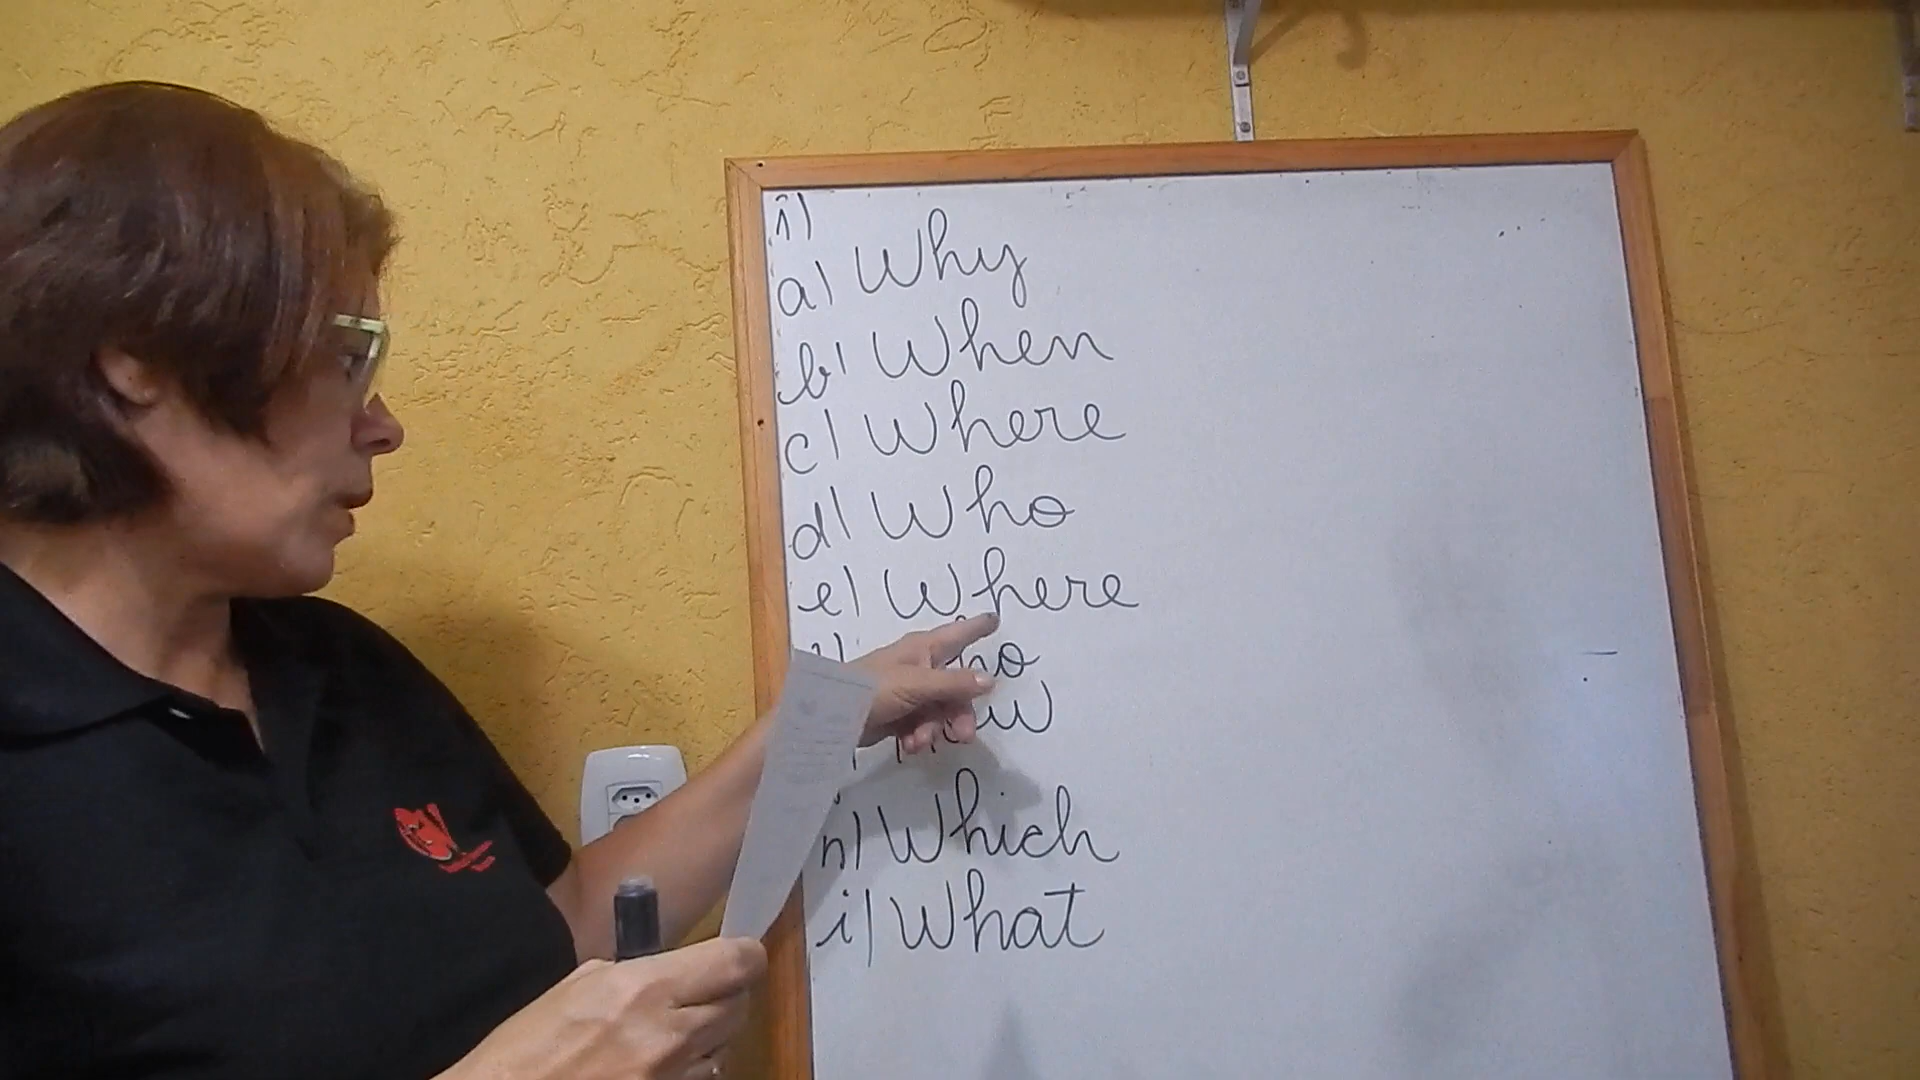 1)
a) Why
b) When
c) Where
d) Who
e) Where
h) Which
i) What